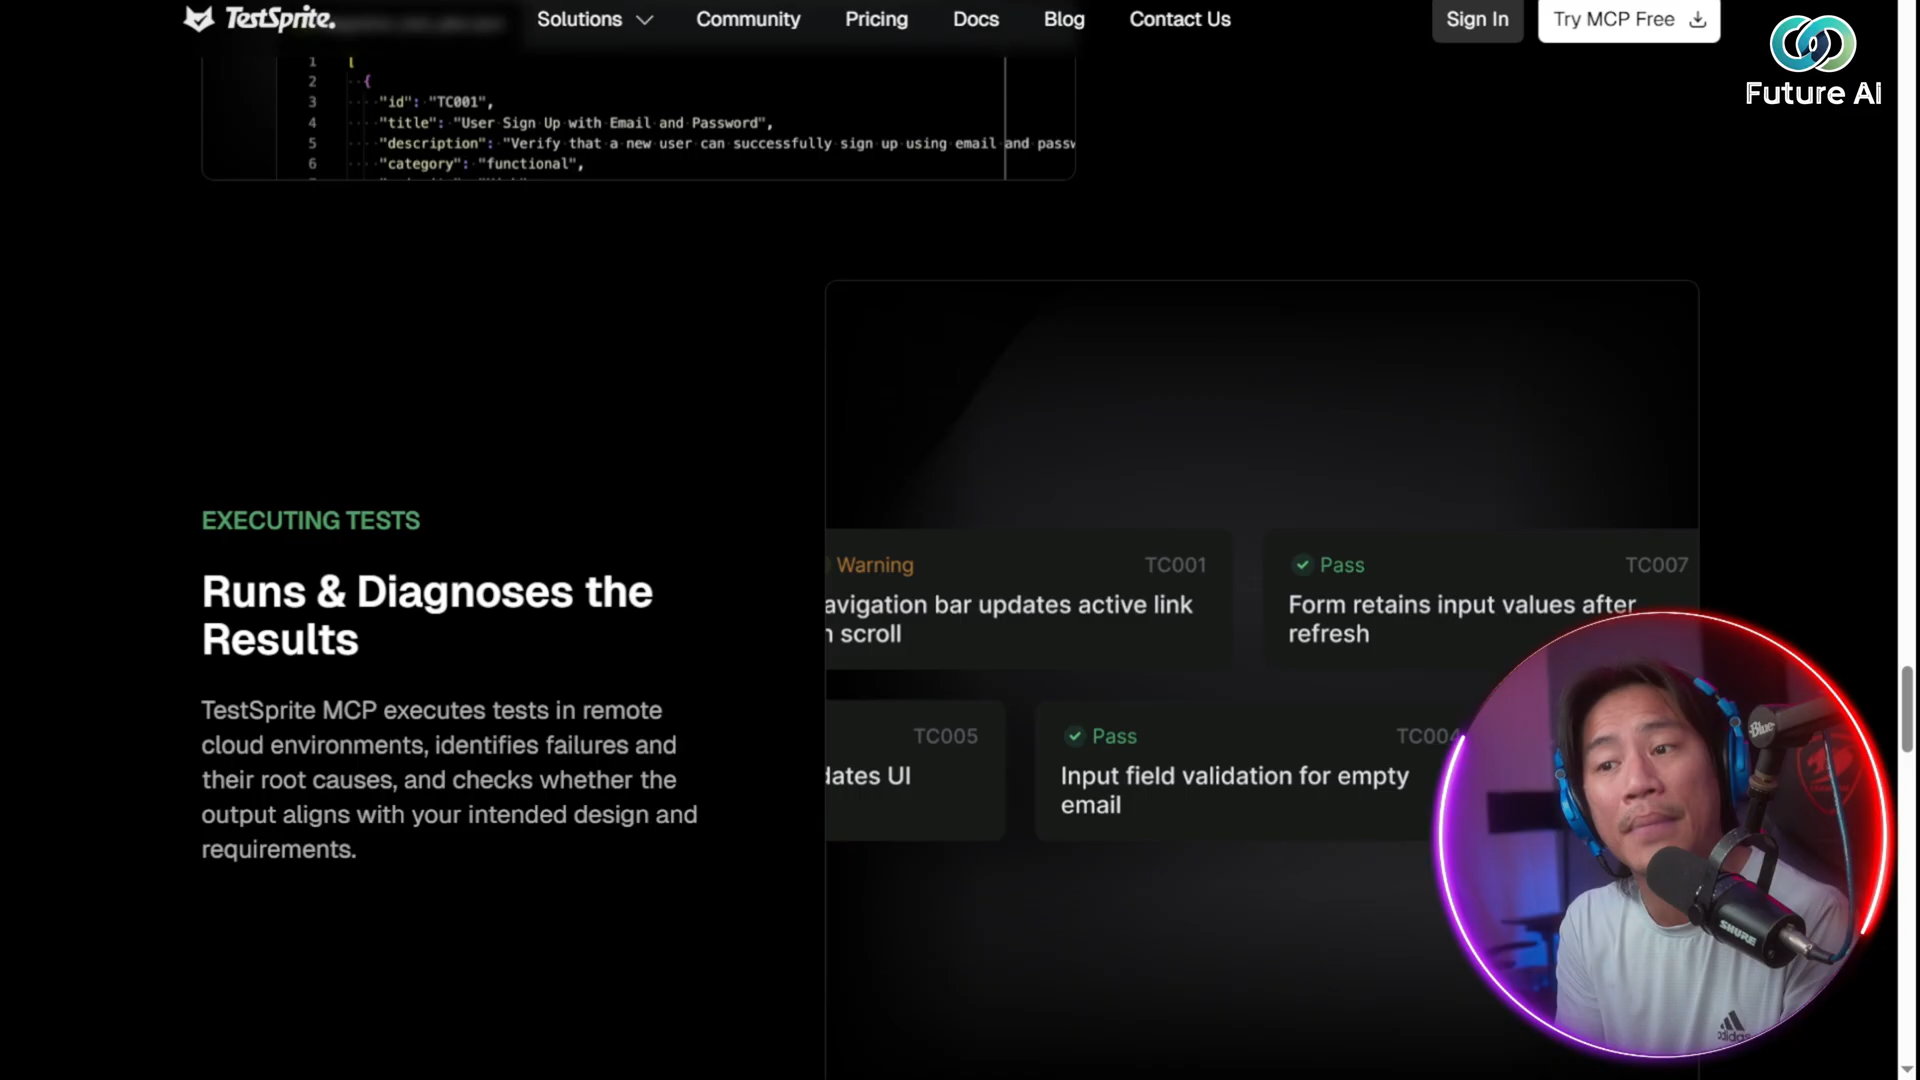 TestSprite.
Solutions
Community
Pricing
Docs
Blog
Contact Us
Sign In
Try MCP Free
Future AI
1 [
2 {
3 "id": "TC001",
4 "title": "User Sign Up with Email and Password",
5 "description": "Verify that a new user can successfully sign up using email and passw
6 "category": "functional",
EXECUTING TESTS
Runs & Diagnoses the
Results
TestSprite MCP executes tests in remote
cloud environments, identifies failures and
their root causes, and checks whether the
output aligns with your intended design and
requirements.
Warning
TC001
avigation bar updates active link
n scroll
Pass
TC007
Form retains input values after
refresh
TC005
dates UI
Pass
TC004
Input field validation for empty
email
Blue
SHURE
adidas